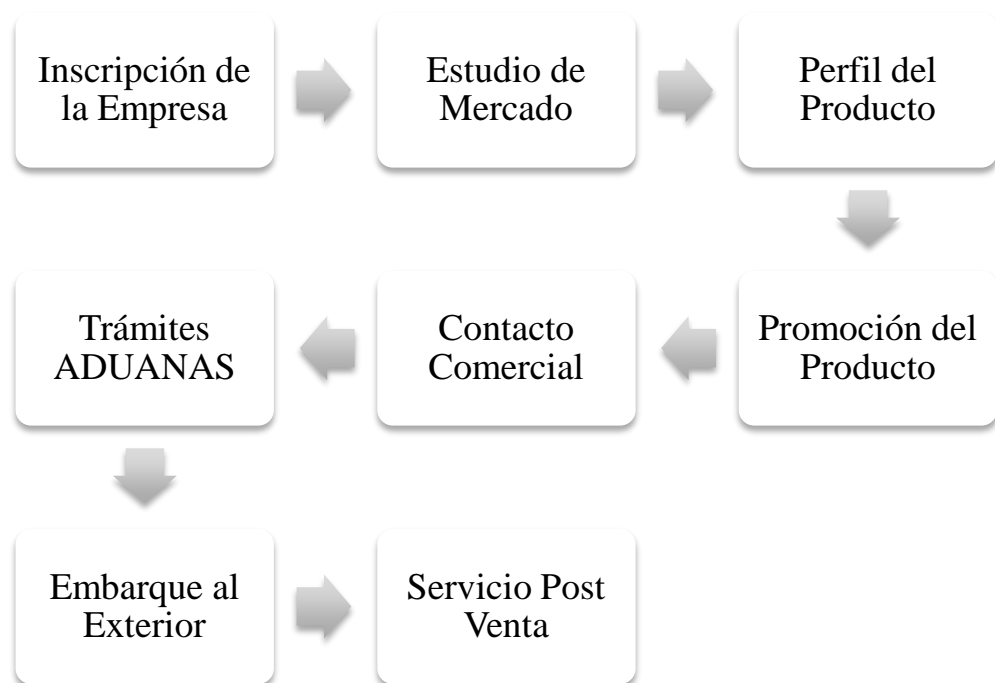 Inscripción de
la Empresa
Estudio de
Mercado
Perfil del
Producto
Promoción del
Producto
Contacto
Comercial
Trámites
ADUANAS
Embarque al
Exterior
Servicio Post
Venta